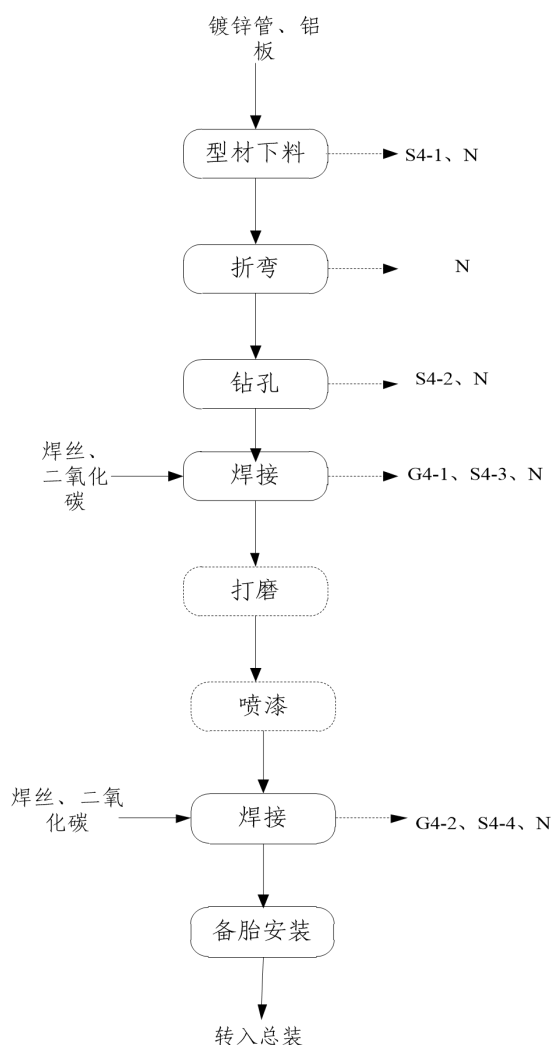 镀锌管、铝
板
型材下料
S4-1、N
折弯
N
钻孔
S4-2、N
焊丝、
二氧化
碳
焊接
G4-1、S4-3、N
打磨
喷漆
焊丝、二氧
化碳
焊接
G4-2、S4-4、N
备胎安装
转入总装